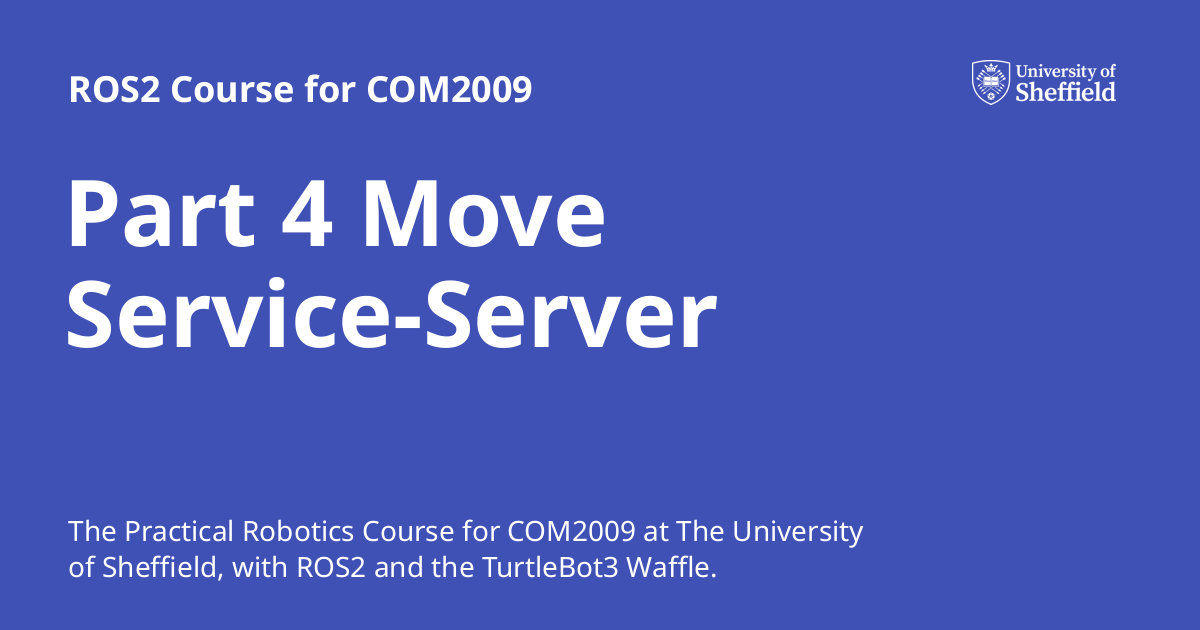 ROS2 Course for COM2009
University of
Sheffield
Part 4 Move
Service-Server
The Practical Robotics Course for COM2009 at The University
of Sheffield, with ROS2 and the TurtleBot3 Waffle.